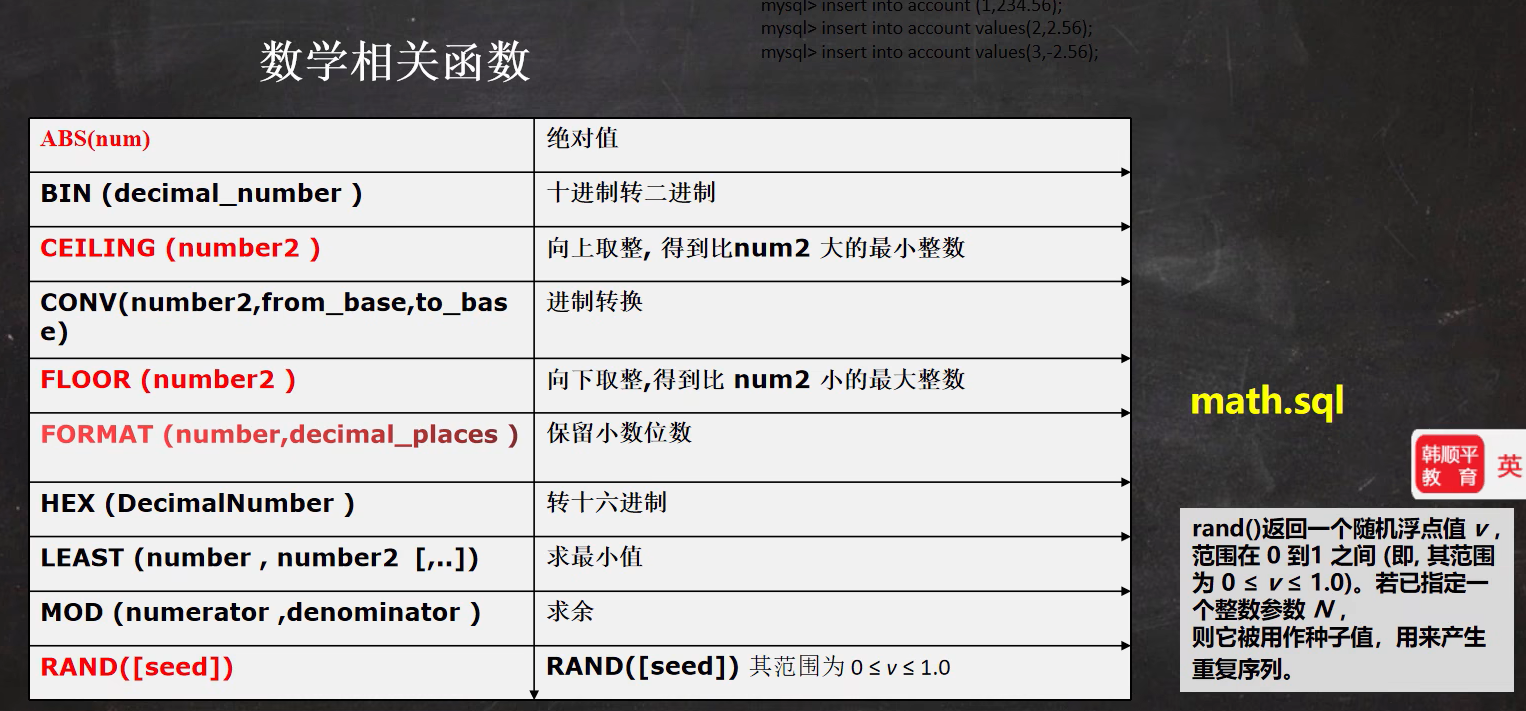 mysql> insert into account (1,234.56);
mysql> insert into account values(2,2.56);
mysql> insert into account values(3,-2.56);
数学相关函数
ABS(num) 绝对值
BIN (decimal_number ) 十进制转二进制
CEILING (number2 ) 向上取整, 得到比num2 大的最小整数
CONV(number2,from_base,to_bas 进制转换
e)
FLOOR (number2 ) 向下取整,得到比 num2 小的最大整数
FORMAT (number,decimal_places ) 保留小数位数
HEX (DecimalNumber ) 转十六进制
LEAST (number , number2 [,..]) 求最小值
MOD (numerator ,denominator ) 求余
RAND([seed]) RAND([seed]) 其范围为 0 ≤ v ≤ 1.0
math.sql
韩顺平
教 育
英
rand()返回一个随机浮点值 v ,
范围在 0 到1 之间 (即, 其范围
为 0 ≤ v ≤ 1.0)。若已指定一
个整数参数 N ,
则它被用作种子值，用来产生
重复序列。